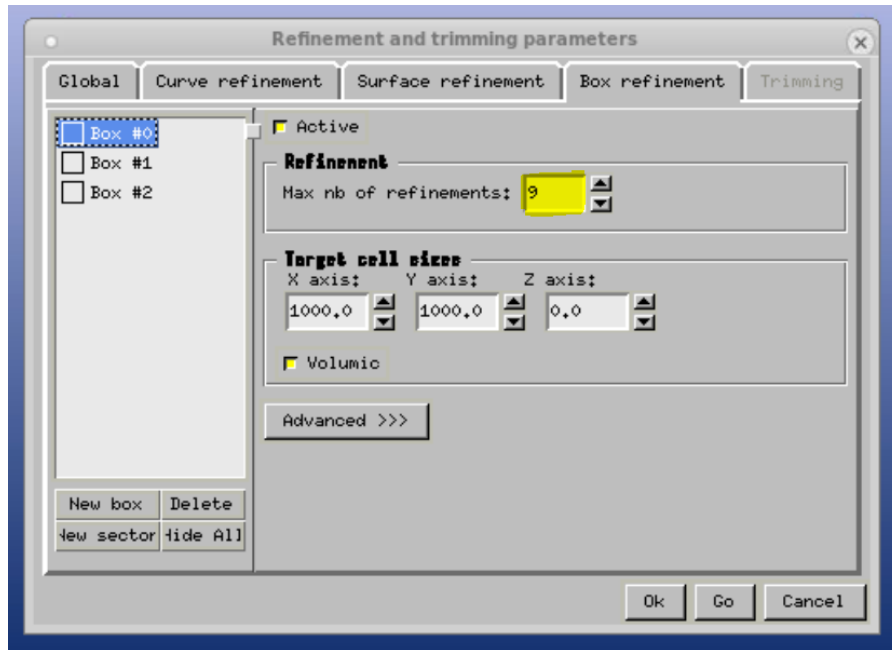 Refinement and trimming parameters
Global Curve refinement Surface refinement Box refinement Trimming
Box #0
Box #1
Box #2
Active
Refinement
Max nb of refinements: 9
Target cell sizes
X axis: Y axis: Z axis:
1000.0 1000.0 0.0
Volumic
Advanced >>>
New box Delete
New sector Hide All
Ok Go Cancel